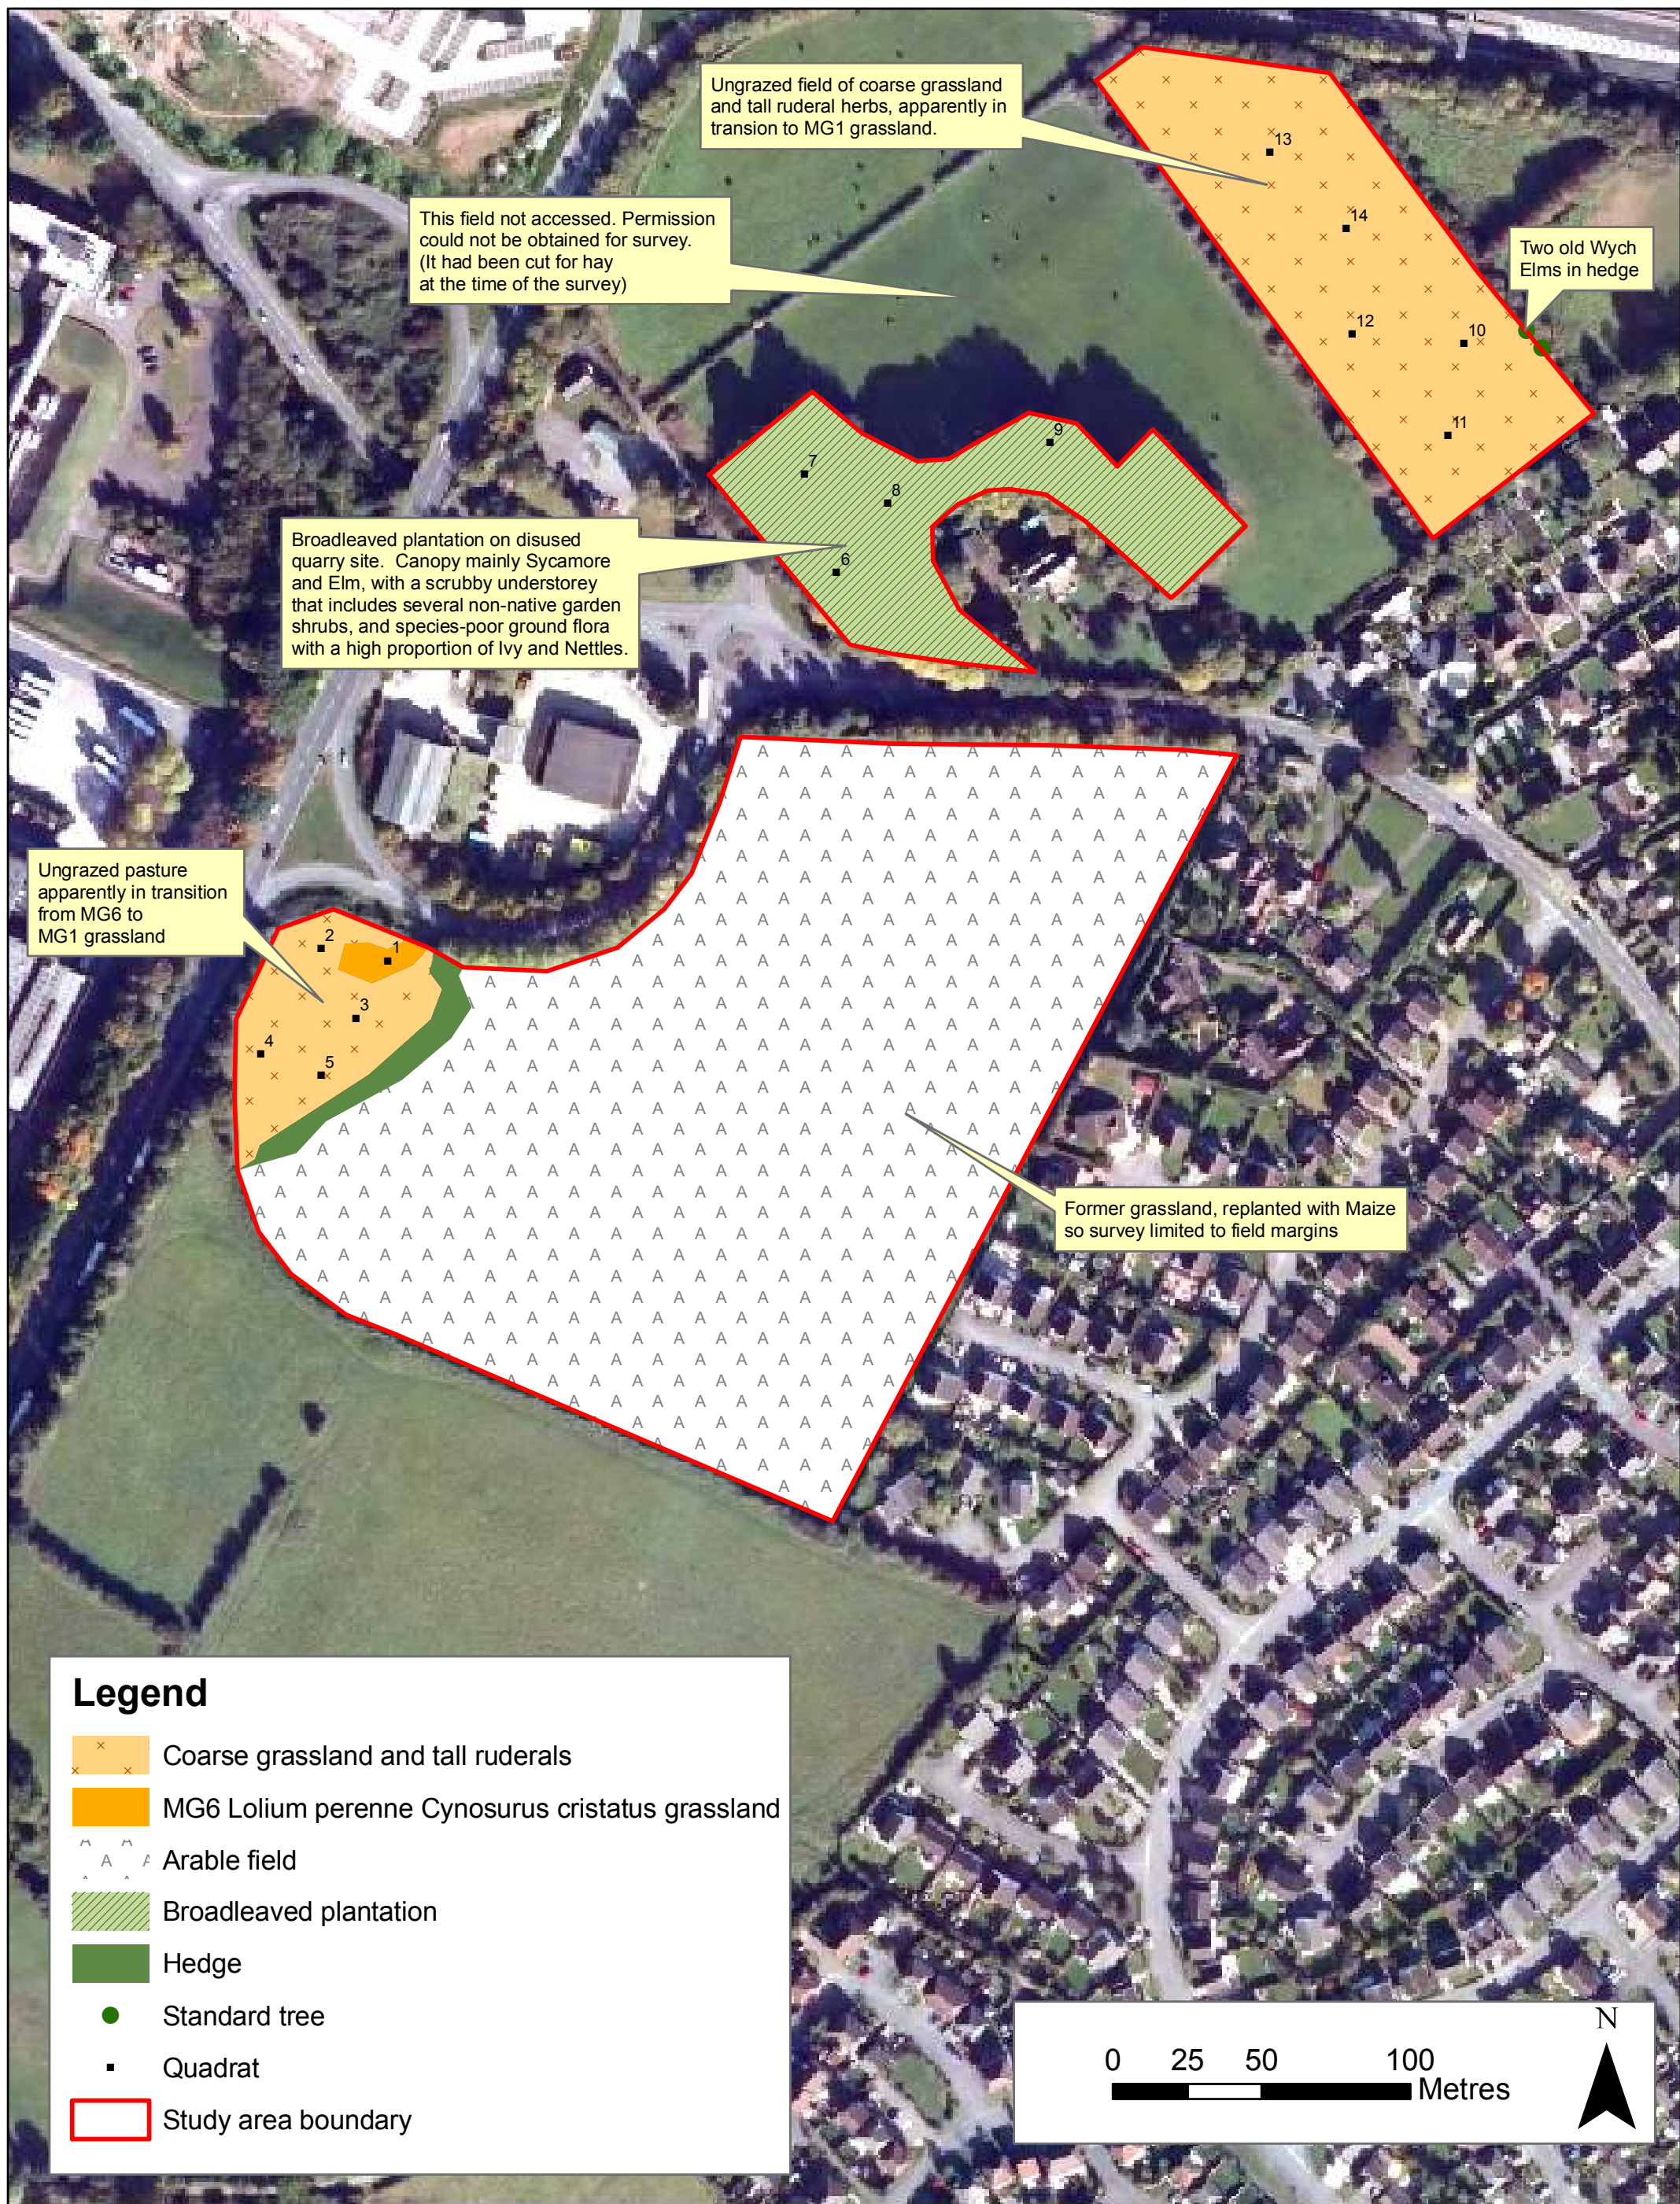 Ungrazed field of coarse grassland
and tall ruderal herbs, apparently in
transion to MG1 grassland.
13
This field not accessed. Permission
could not be obtained for survey.
(It had been cut for hay
at the time of the survey)
14
Two old Wych
Elms in hedge
12
10
11
9
7
8
Broadleaved plantation on disused
quarry site. Canopy mainly Sycamore
and Elm, with a scrubby understorey
that includes several non-native garden
shrubs, and species-poor ground flora
with a high proportion of Ivy and Nettles.
6
Ungrazed pasture
apparently in transition
from MG6 to
MG1 grassland
2
1
3
4
5
Former grassland, replanted with Maize
so survey limited to field margins
Legend
Coarse grassland and tall ruderals
MG6 Lolium perenne Cynosurus cristatus grassland
Arable field
Broadleaved plantation
Hedge
Standard tree
Quadrat
Study area boundary
N
0 25 50 100
Metres